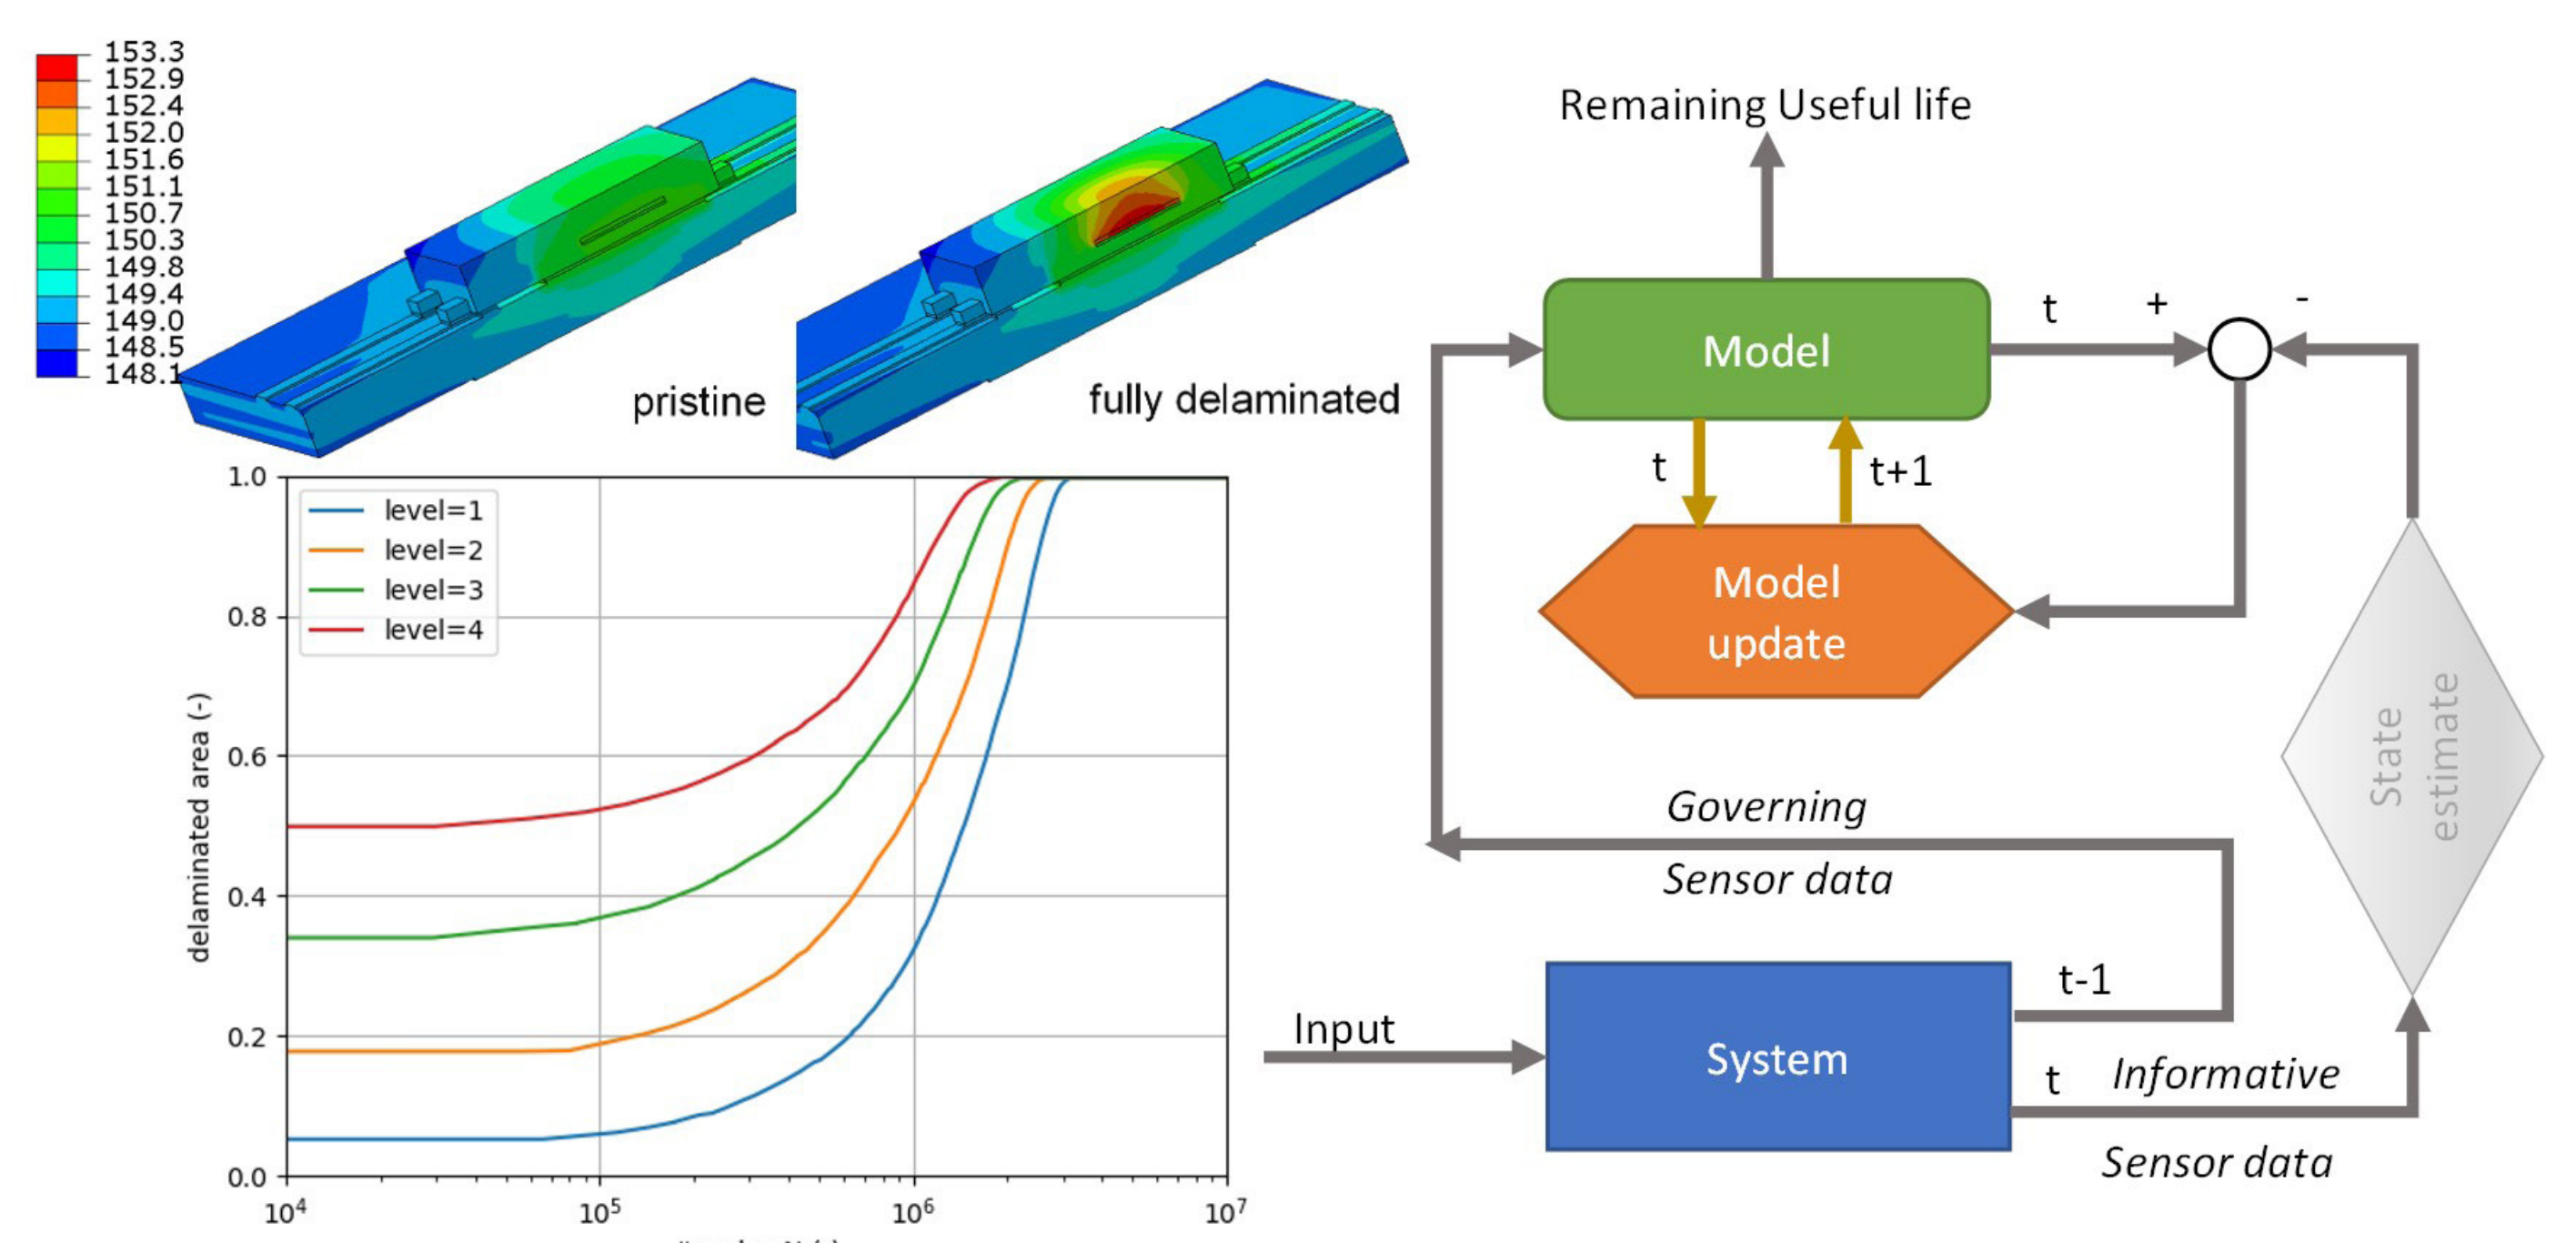 153.3
152.9
152.4
152.0
151.6
151.1
150.7
150.3
149.8
149.4
149.0
148.5
148.1
pristine
fully delaminated
1.0
0.8
0.6
0.4
0.2
0.0
delaminated area (-)
level=1
level=2
level=3
level=4
10⁴
10⁵
10⁶
10⁷
Remaining Useful life
Model
t
+
-
t
t+1
Model
update
State
estimate
Governing
Sensor data
Input
System
t-1
t
Informative
Sensor data